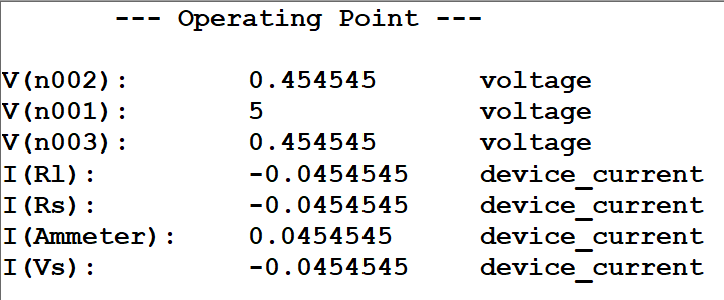 --- Operating Point ---
V(n002): 0.454545 voltage
V(n001): 5 voltage
V(n003): 0.454545 voltage
I(Rl): -0.0454545 device_current
I(Rs): -0.0454545 device_current
I(Ammeter): 0.0454545 device_current
I(Vs): -0.0454545 device_current